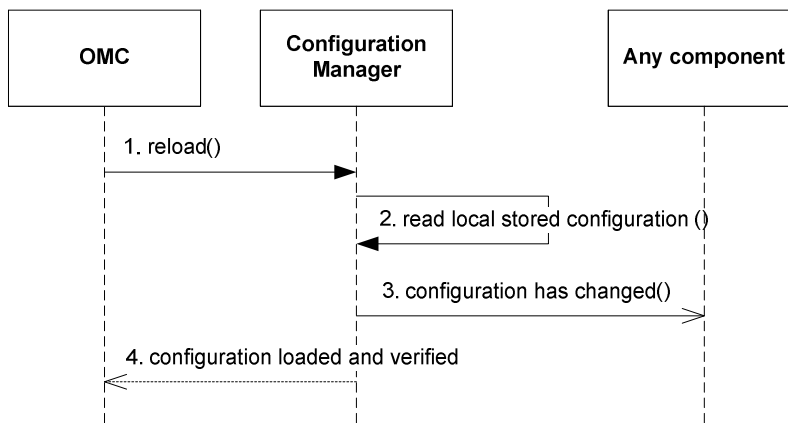 OMC
Configuration
Manager
Any component
1. reload()
2. read local stored configuration ()
3. configuration has changed()
4. configuration loaded and verified